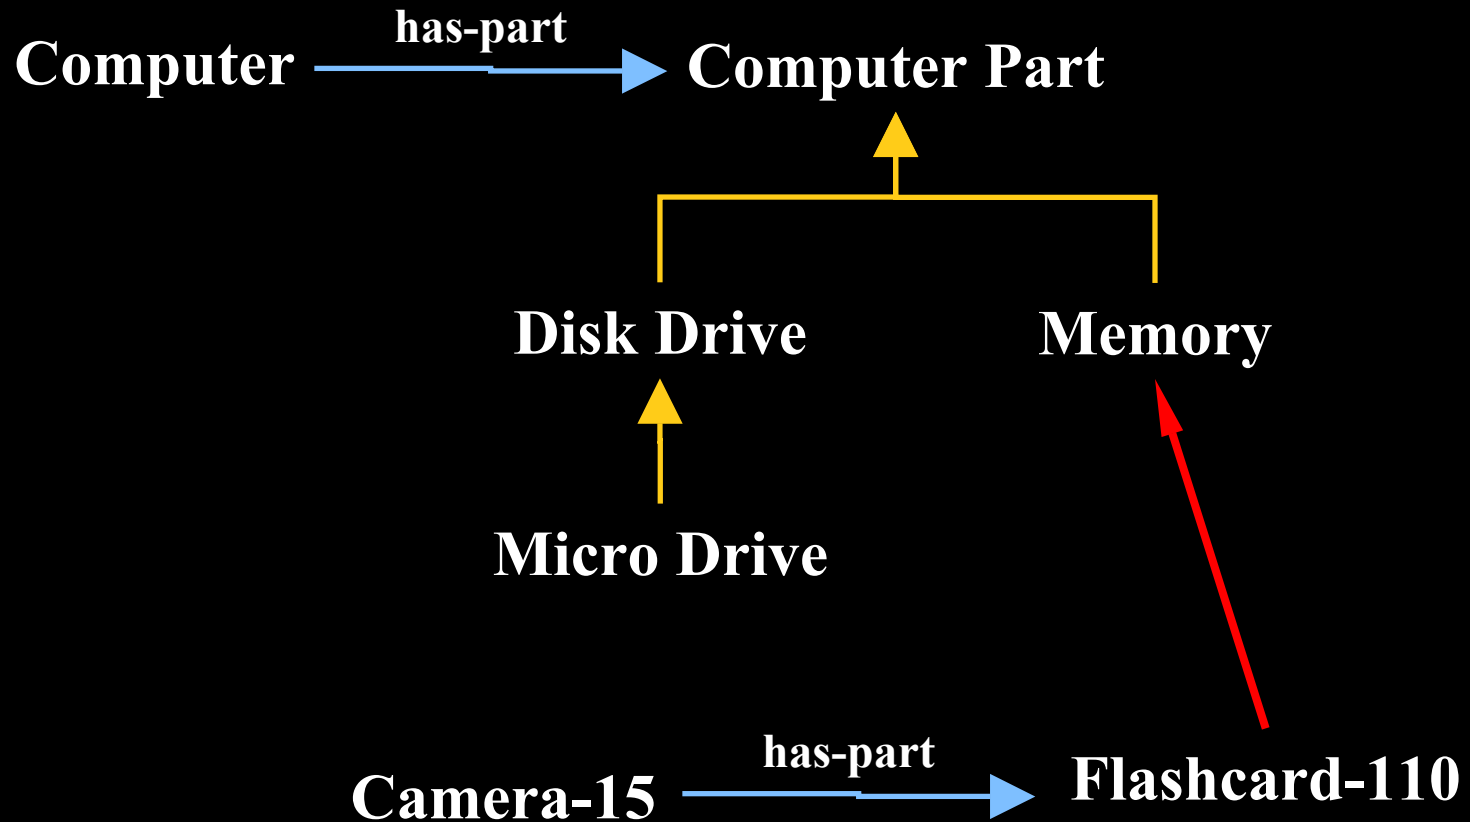 has-part
Computer
Computer Part
Disk Drive
Memory
Micro Drive
has-part
Camera-15
Flashcard-110